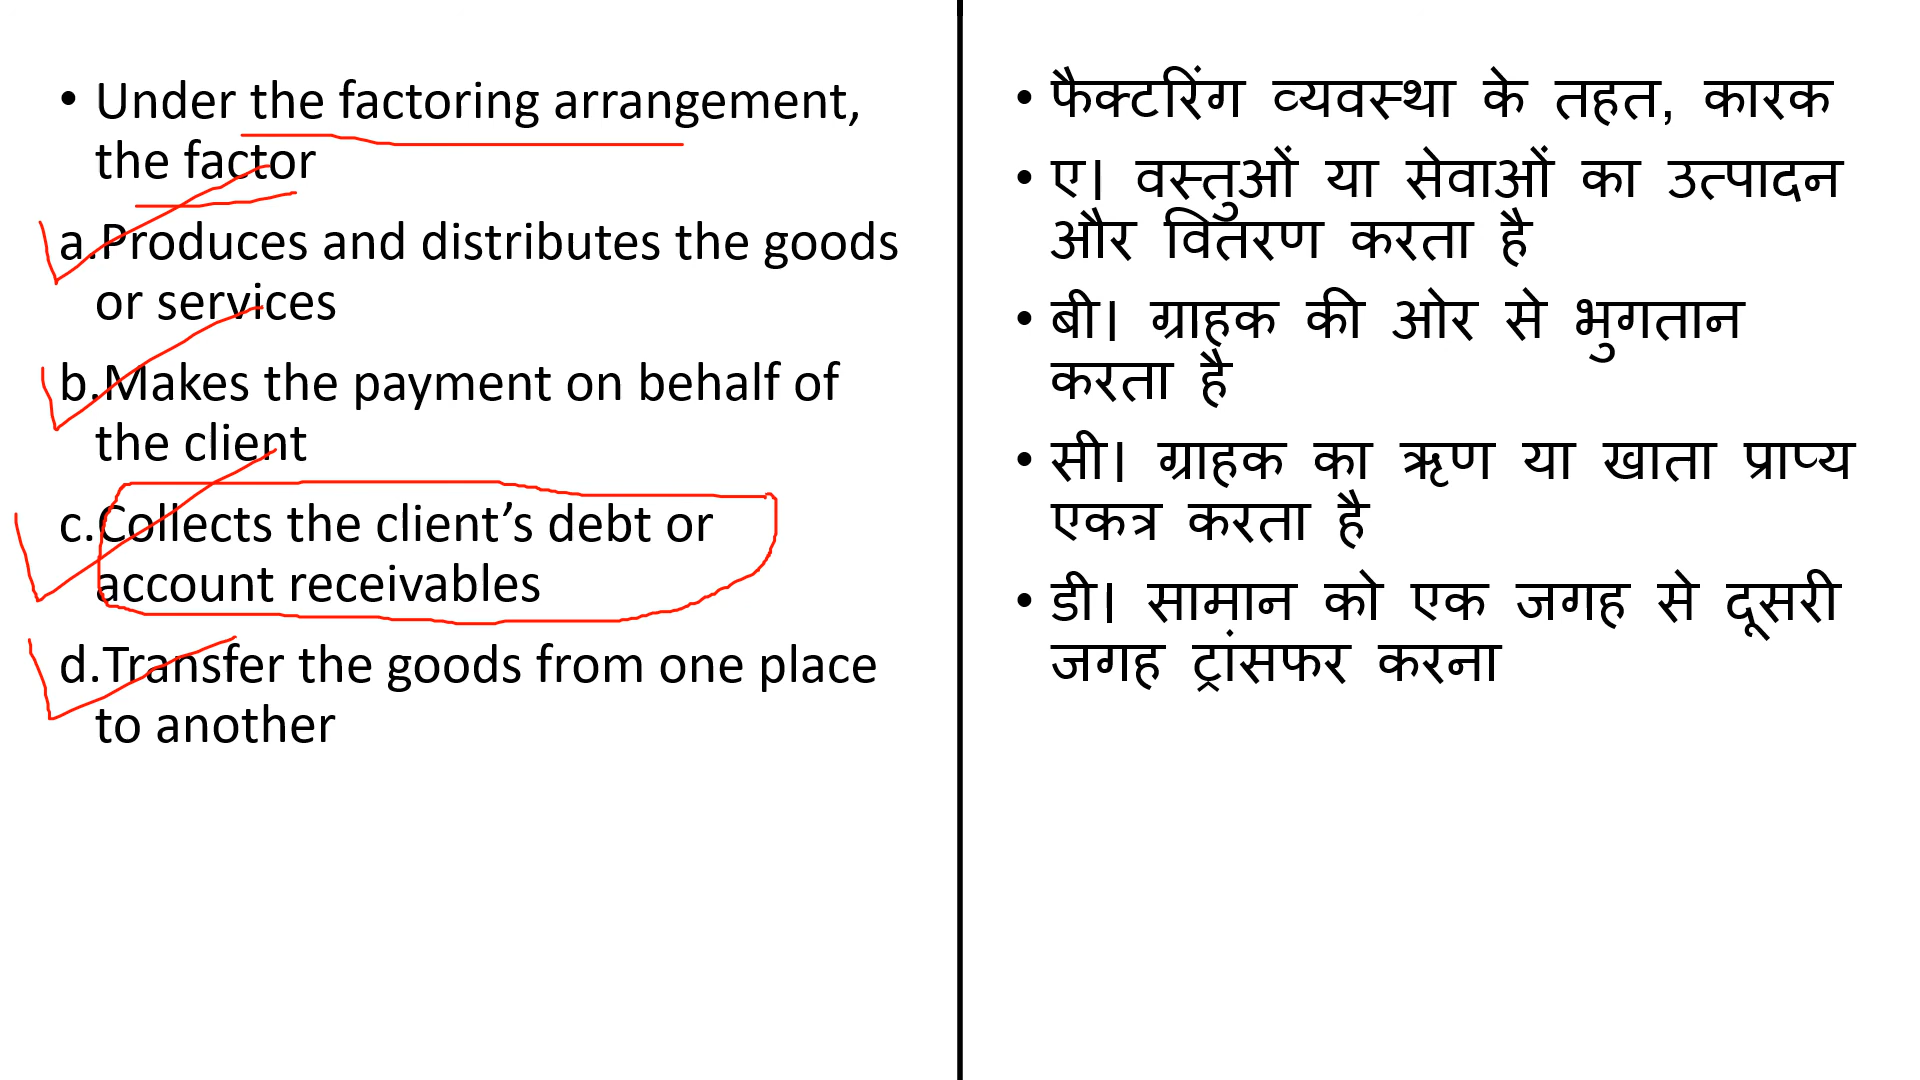 • Under the factoring arrangement,
the factor
a.Produces and distributes the goods
or services
b.Makes the payment on behalf of
the client
c.Collects the client’s debt or
account receivables
d.Transfer the goods from one place
to another
• फैक्टरिंग व्यवस्था के तहत, कारक
• ए। वस्तुओं या सेवाओं का उत्पादन
और वितरण करता है
• बी। ग्राहक की ओर से भुगतान
करता है
• सी। ग्राहक का ऋण या खाता प्राप्य
एकत्र करता है
• डी। सामान को एक जगह से दूसरी
जगह ट्रांसफर करना